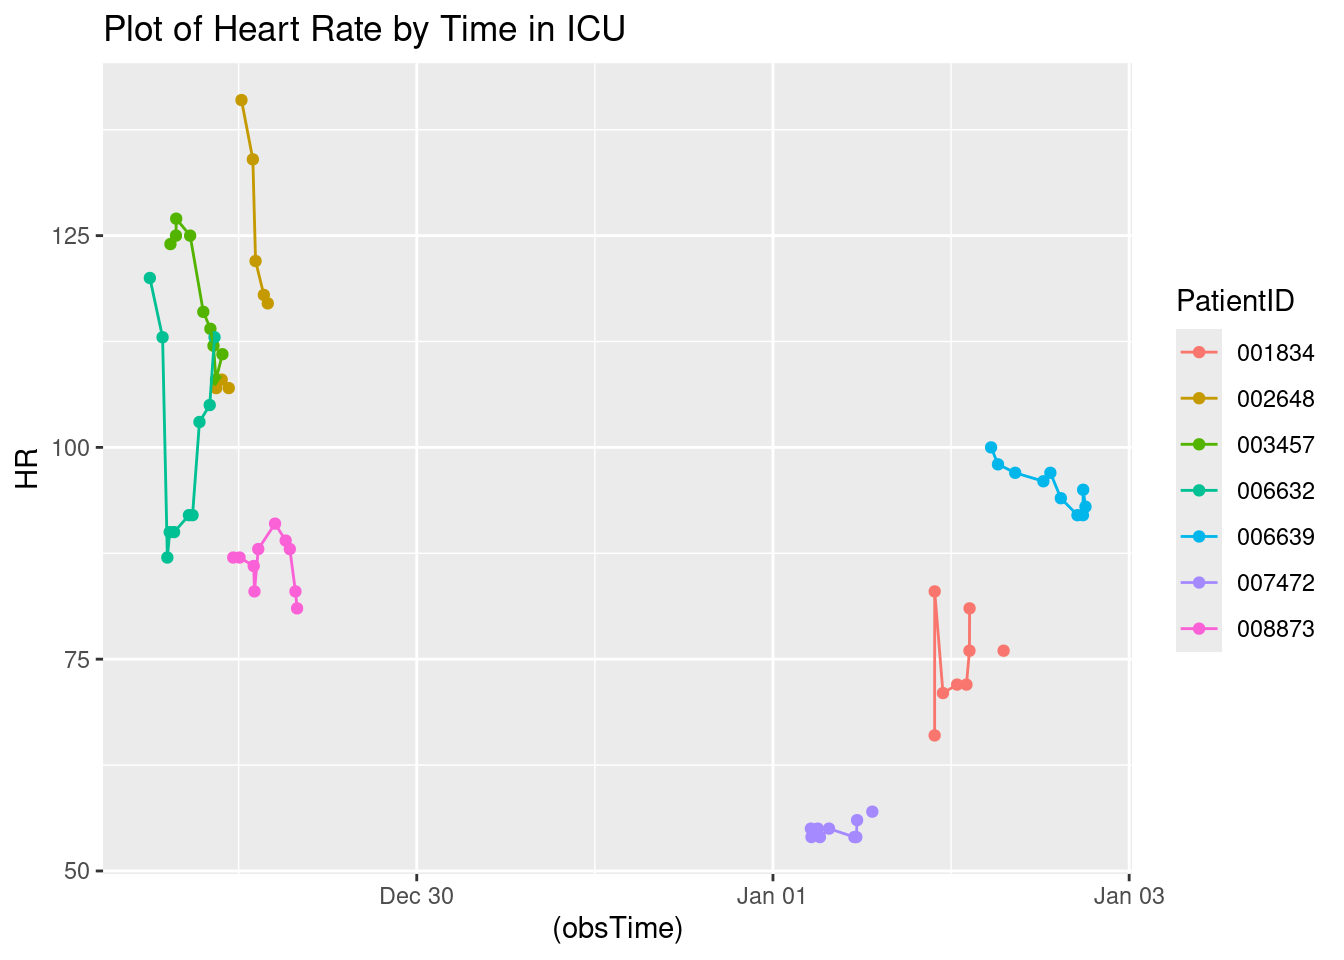 Plot of Heart Rate by Time in ICU
125
100
75
50
HR
Dec 30
Jan 01
Jan 03
(obsTime)
PatientID
001834
002648
003457
006632
006639
007472
008873